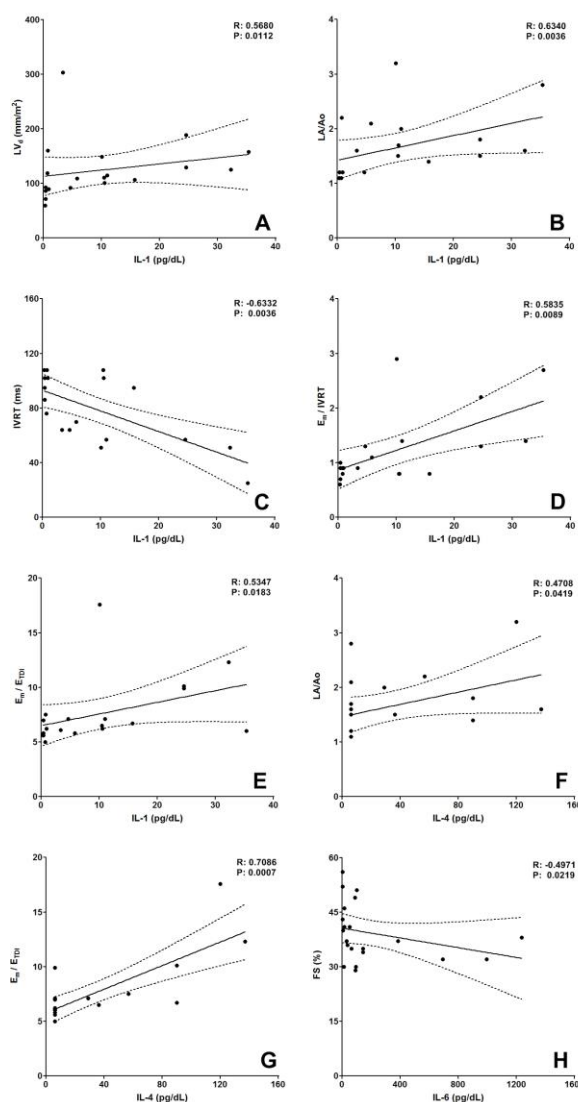 R: 0.5680
P: 0.0112
400
300
200
100
0
LVd (mm/m²)
0 10 20 30 40
IL-1 (pg/dL)
A
R: 0.6340
P: 0.0036
4
3
2
1
0
LA/Ao
0 10 20 30 40
IL-1 (pg/dL)
B
R: -0.6332
P: 0.0036
160
120
80
40
0
IVRT (ms)
0 10 20 30 40
IL-1 (pg/dL)
C
R: 0.5835
P: 0.0089
4
3
2
1
0
Em / IVRT
0 10 20 30 40
IL-1 (pg/dL)
D
R: 0.5347
P: 0.0183
20
15
10
5
0
Em / ETDI
0 10 20 30 40
IL-1 (pg/dL)
E
R: 0.4708
P: 0.0419
4
3
2
1
0
LA/Ao
0 40 80 120 160
IL-4 (pg/dL)
F
R: 0.7086
P: 0.0007
20
15
10
5
0
Em / ETDI
0 40 80 120 160
IL-4 (pg/dL)
G
R: -0.4971
P: 0.0219
60
45
30
15
0
FS (%)
0 400 800 1200 1600
IL-6 (pg/dL)
H